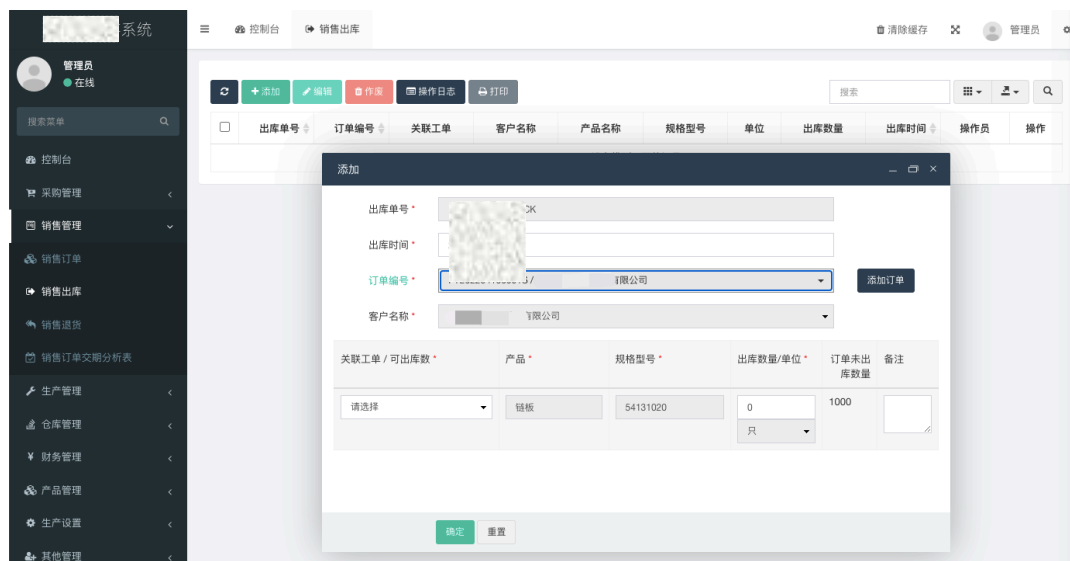 系统
控制台
销售出库
清除缓存
管理员
管理员
在线
添加
编辑
作废
操作日志
打印
搜索
搜索菜单
出库单号 订单编号 关联工单 客户名称 产品名称 规格型号 单位 出库数量 出库时间 操作员 操作
控制台
采购管理
销售管理
销售订单
销售出库
销售退货
销售订单交期分析表
生产管理
仓库管理
¥ 财务管理
产品管理
生产设置
其他管理
添加
出库单号 * CK
出库时间 *
订单编号 * / 有限公司
添加订单
客户名称 * 有限公司
关联工单 / 可出库数 * 产品 * 规格型号 * 出库数量/单位 * 订单未出 备注
库数量
请选择 链板 54131020 0 1000
只
确定 重置